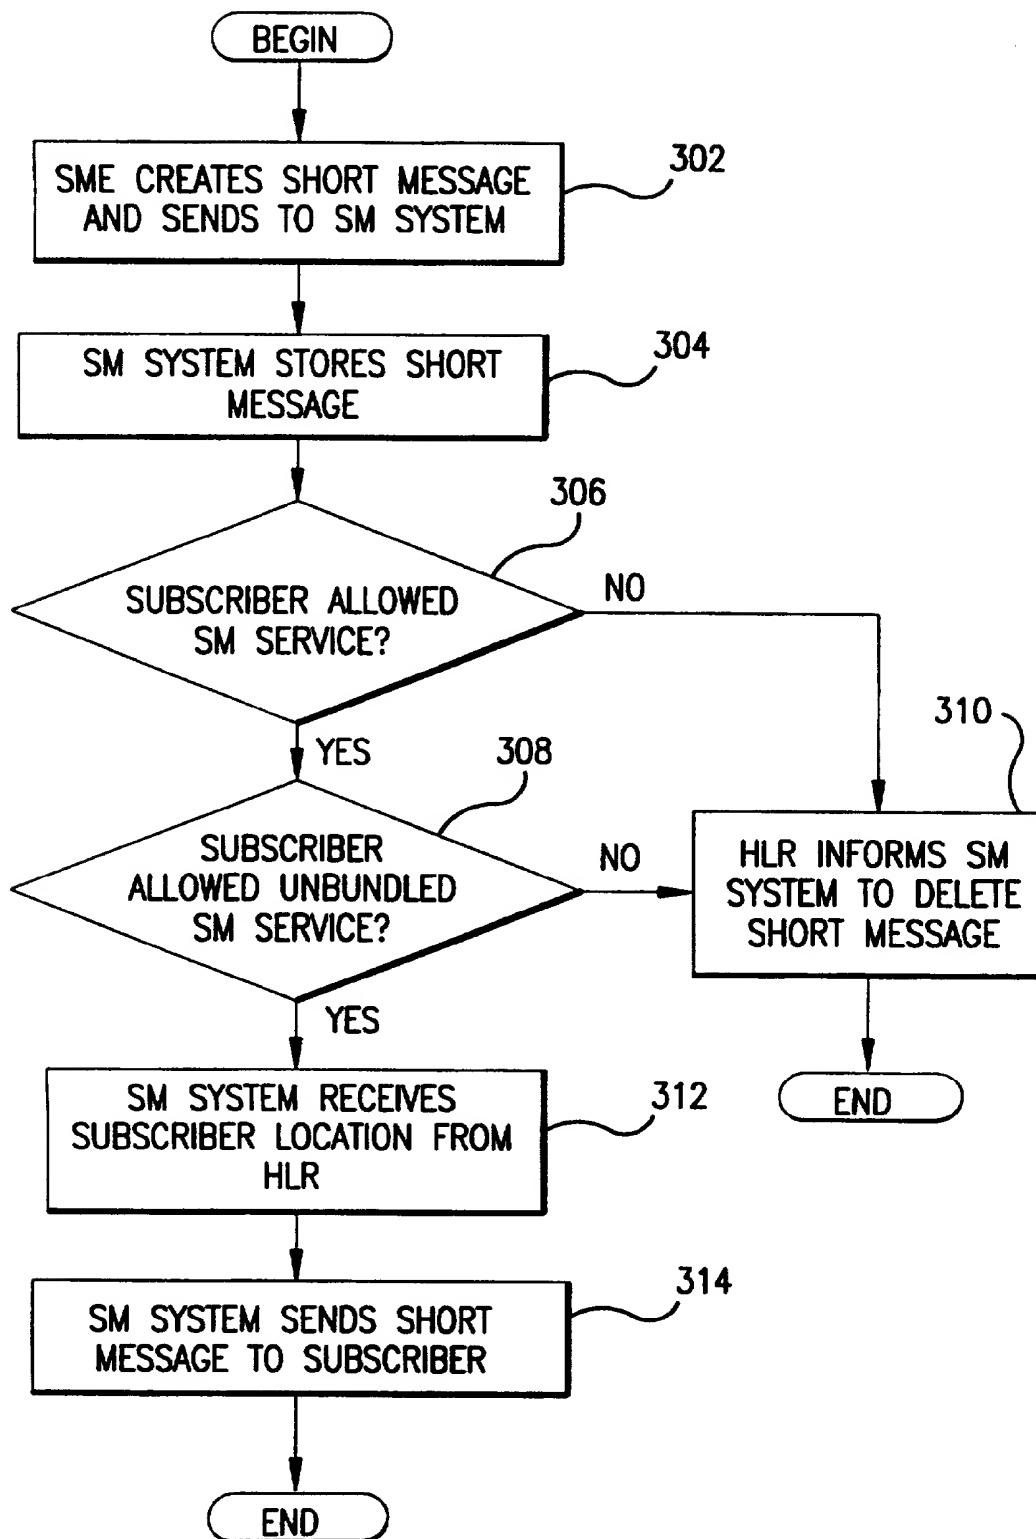 BEGIN
SME CREATES SHORT MESSAGE
AND SENDS TO SM SYSTEM
302
SM SYSTEM STORES SHORT
MESSAGE
304
306
SUBSCRIBER ALLOWED
SM SERVICE?
NO
YES
308
310
SUBSCRIBER
ALLOWED UNBUNDLED
SM SERVICE?
NO
HLR INFORMS SM
SYSTEM TO DELETE
SHORT MESSAGE
YES
END
SM SYSTEM RECEIVES
SUBSCRIBER LOCATION FROM
HLR
312
SM SYSTEM SENDS SHORT
MESSAGE TO SUBSCRIBER
314
END